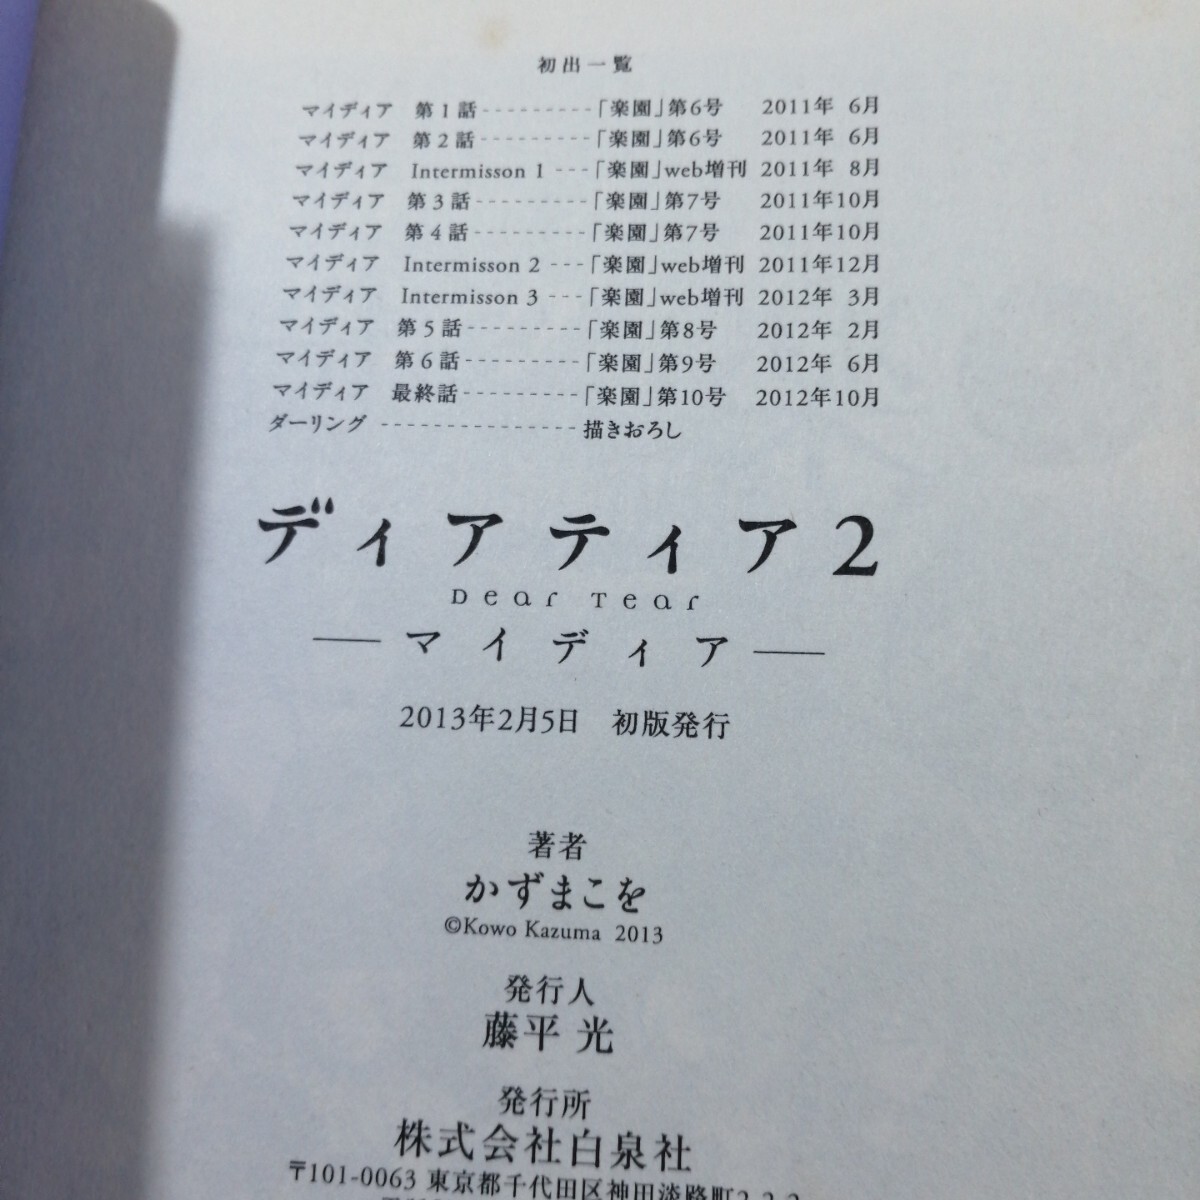 初出一覧
マイディア 第1話----------「楽園」第6号 2011年 6月
マイディア 第2話----------「楽園」第6号 2011年 6月
マイディア Intermisson 1 ---「楽園」web増刊 2011年 8月
マイディア 第3話----------「楽園」第7号 2011年10月
マイディア 第4話----------「楽園」第7号 2011年10月
マイディア Intermisson 2 ---「楽園」web増刊 2011年12月
マイディア Intermisson 3 ---「楽園」web増刊 2012年 3月
マイディア 第5話----------「楽園」第8号 2012年 2月
マイディア 第6話----------「楽園」第9号 2012年 6月
マイディア 最終話----------「楽園」第10号 2012年10月
ダーリング ----------------描きおろし
ディアティア2
Dear Tear
―マイディア―
2013年2月5日 初版発行
著者
かずまこを
©Kowo Kazuma 2013
発行人
藤平 光
発行所
株式会社白泉社
〒101-0063 東京都千代田区神田淡路町2-2-2